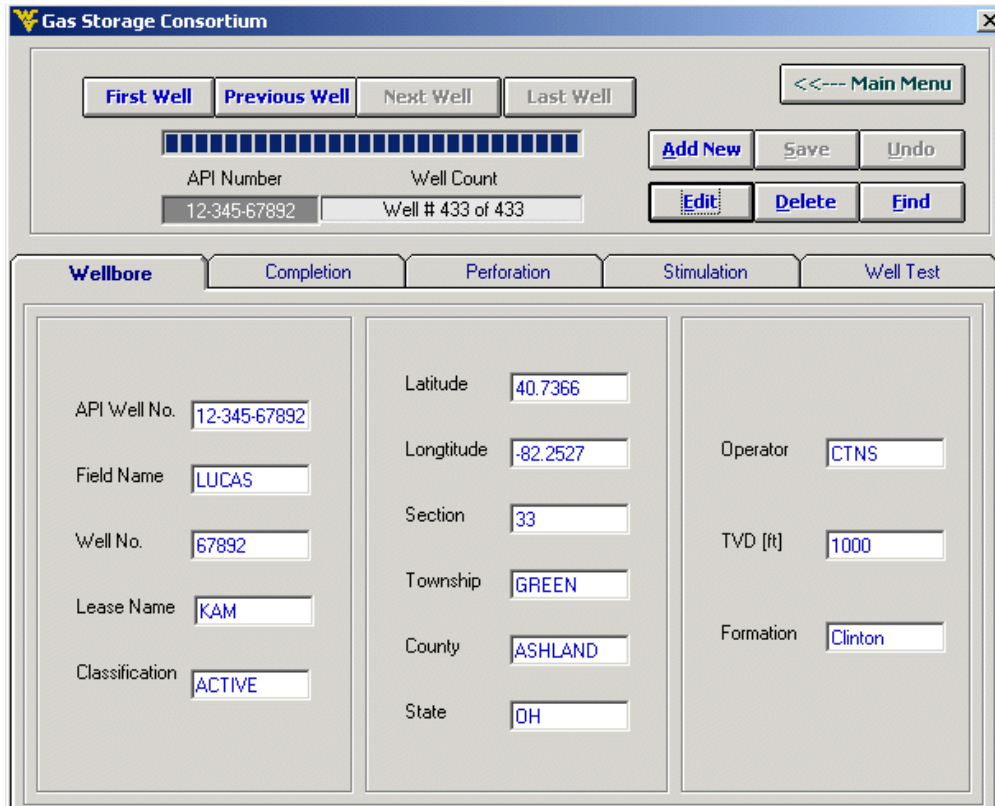 Gas Storage Consortium
<<--- Main Menu
First Well Previous Well Next Well Last Well
Add New Save Undo
API Number Well Count
12-345-67892 Well # 433 of 433
Edit Delete Find
Wellbore Completion Perforation Stimulation Well Test
API Well No. 12-345-67892
Field Name LUCAS
Well No. 67892
Lease Name KAM
Classification ACTIVE
Latitude 40.7366
Longtitude -82.2527
Section 33
Township GREEN
County ASHLAND
State OH
Operator CTNS
TVD [ft] 1000
Formation Clinton